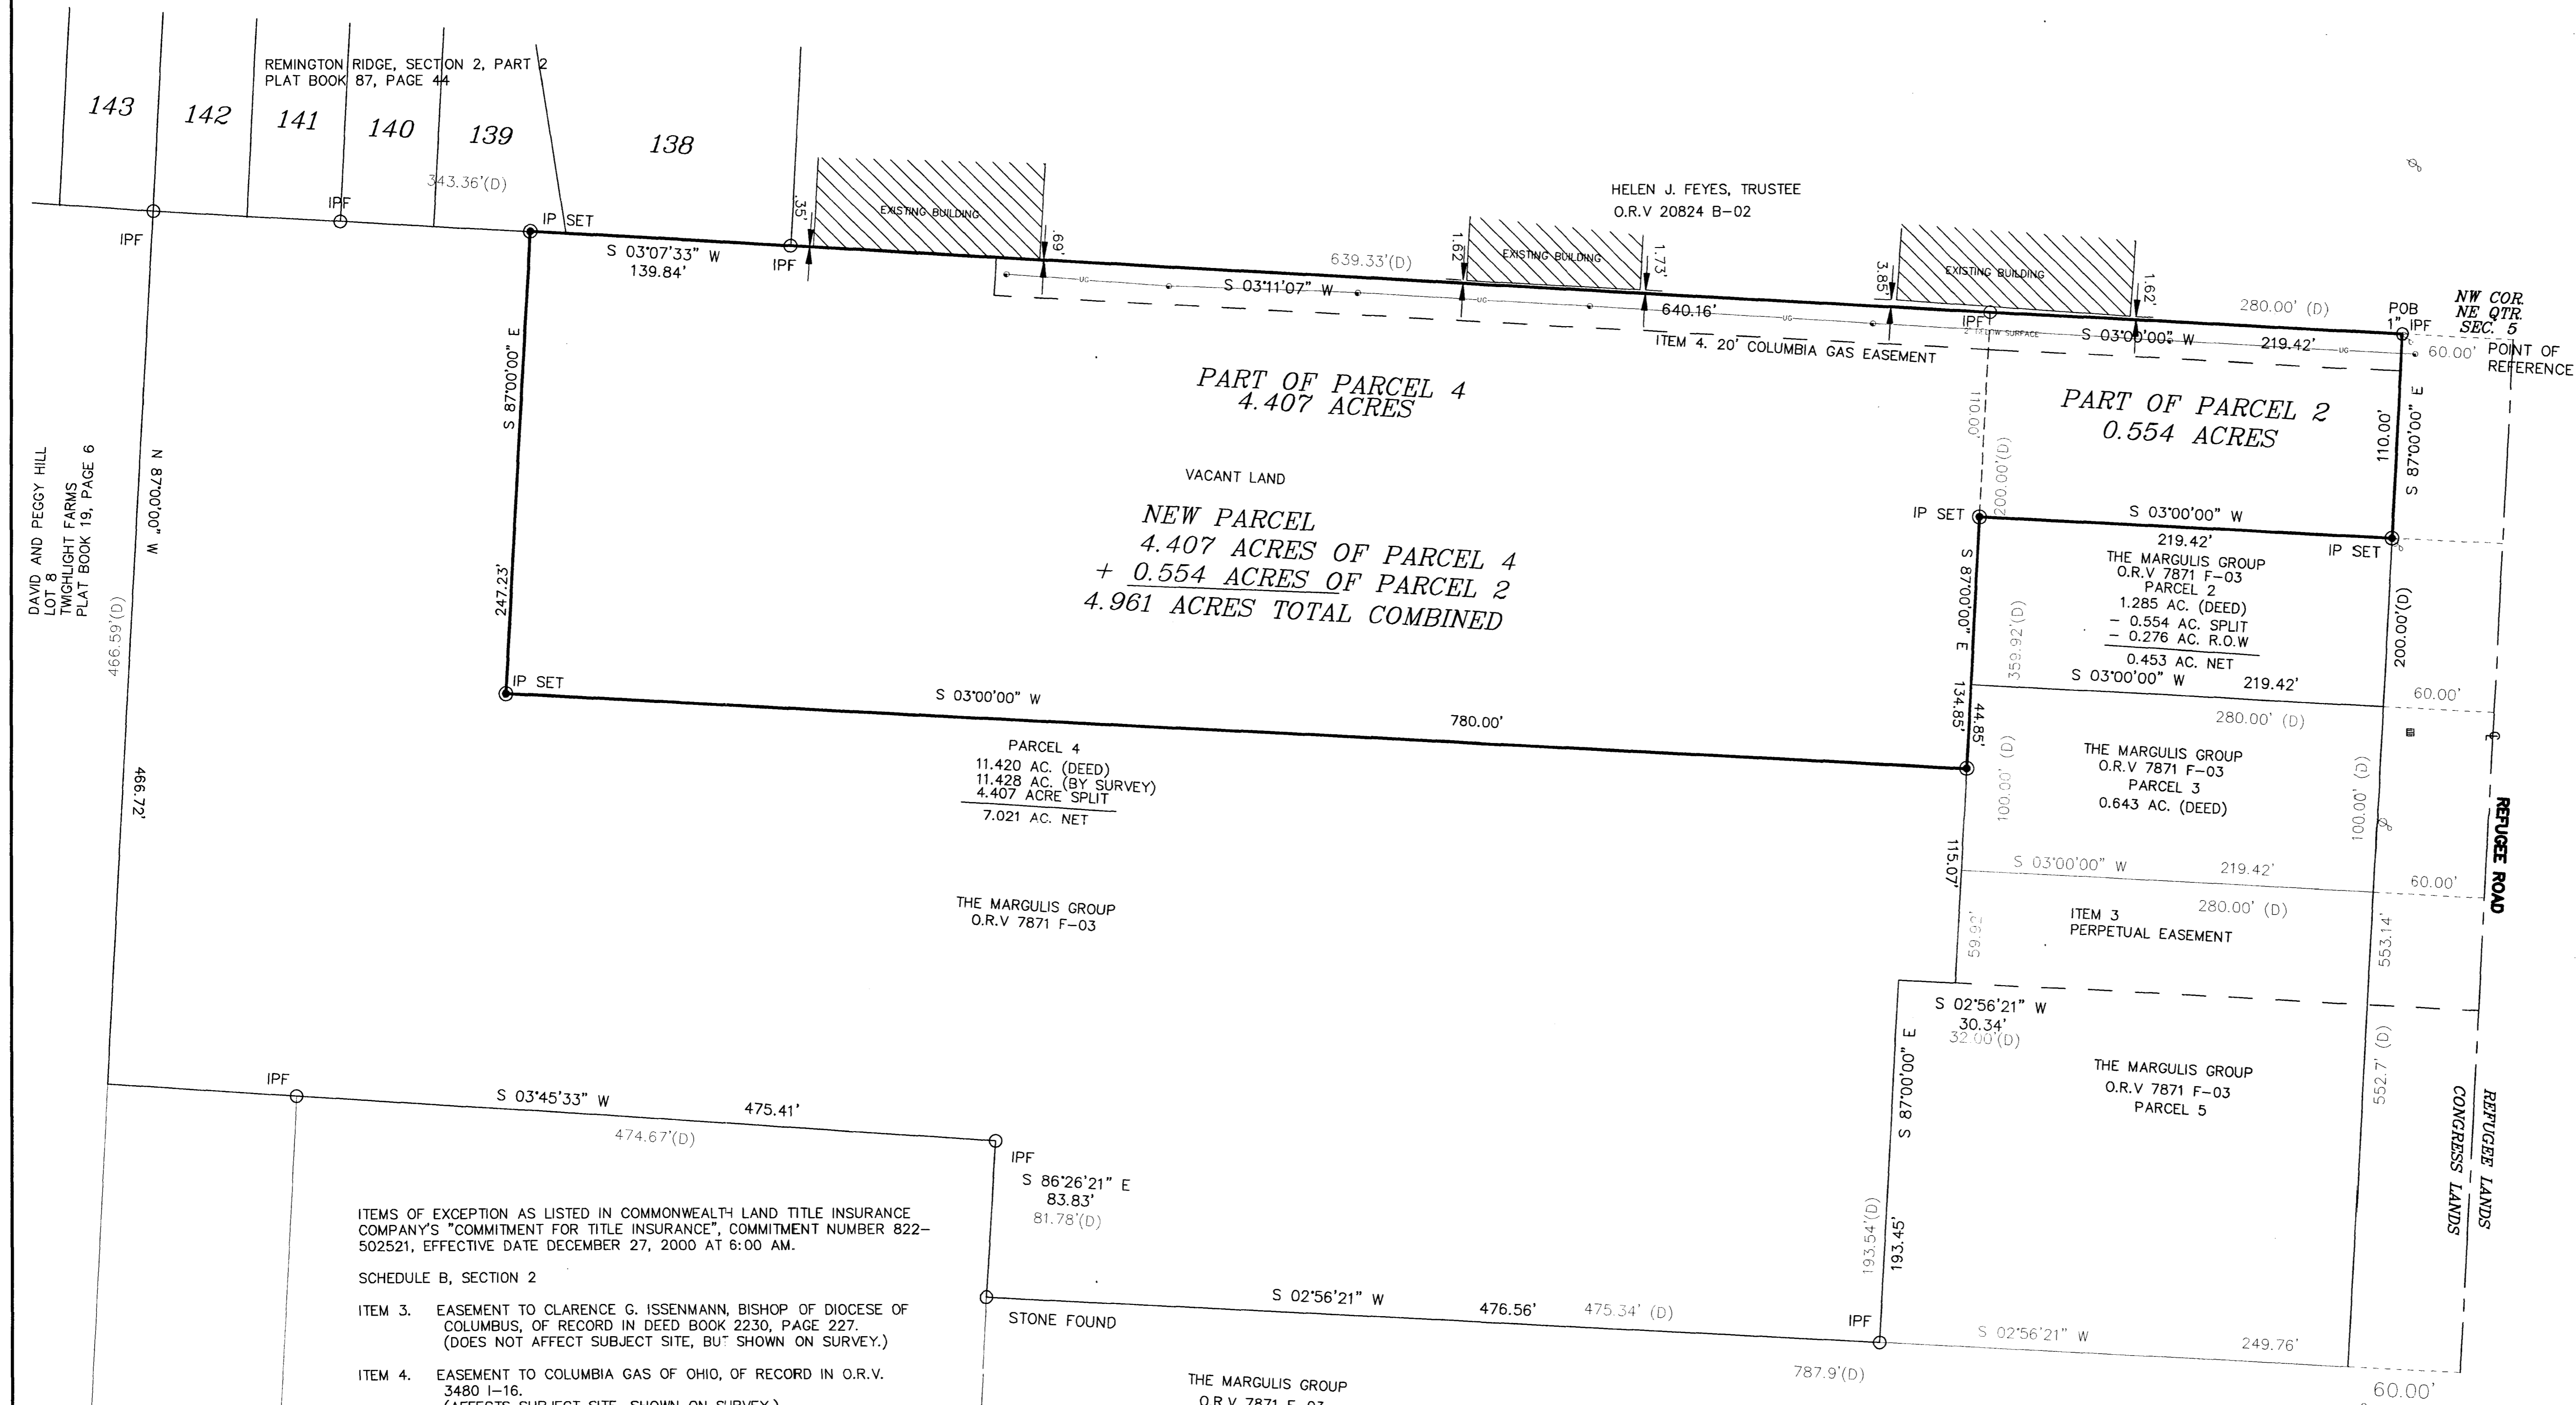 REMINGTON RIDGE, SECTION 2, PART 2
PLAT BOOK 87, PAGE 44
143
142
141
140
139
138
343.36'(D)
IPF
IPF
IP SET
S 03°07'33" W
139.84'
IPF
.35'
EXISTING BUILDING
.69'
HELEN J. FEYES, TRUSTEE
O.R.V 20824 B-02
639.33'(D)
1.62'
EXISTING BUILDING
1.73'
3.85'
EXISTING BUILDING
1.62'
280.00' (D)
UG
S 03°11'07" W
UG
640.16'
UG
IPF
S 03°00'00" W
219.42'
UG
POB
1" IPF
NW COR.
NE QTR.
SEC. 5
60.00'
POINT OF
REFERENCE
ITEM 4. 20' COLUMBIA GAS EASEMENT
S 87°00'00" E
247.23'
PART OF PARCEL 4
4.407 ACRES
110.00'
200.00'(D)
PART OF PARCEL 2
0.554 ACRES
110.00'
S 87°00'00" E
VACANT LAND
NEW PARCEL
4.407 ACRES OF PARCEL 4
+ 0.554 ACRES OF PARCEL 2
4.961 ACRES TOTAL COMBINED
DAVID AND PEGGY HILL
LOT 8
TWIGHLIGHT FARMS
PLAT BOOK 19, PAGE 6
466.59'(D)
N 87°00'00" W
466.72'
IP SET
S 03°00'00" W
219.42'
IP SET
THE MARGULIS GROUP
O.R.V 7871 F-03
PARCEL 2
1.285 AC. (DEED)
- 0.554 AC. SPLIT
- 0.276 AC. R.O.W
0.453 AC. NET
S 87°00'00" E
134.85'
359.92'(D)
200.00'(D)
S 03°00'00" W
219.42'
60.00'
280.00' (D)
44.85'
IP SET
S 03°00'00" W
780.00'
PARCEL 4
11.420 AC. (DEED)
11.428 AC. (BY SURVEY)
4.407 ACRE SPLIT
7.021 AC. NET
THE MARGULIS GROUP
O.R.V 7871 F-03
PARCEL 3
0.643 AC. (DEED)
100.00' (D)
100.00' (D)
115.07'
REFUGEE ROAD
S 03°00'00" W
219.42'
60.00'
280.00' (D)
THE MARGULIS GROUP
O.R.V 7871 F-03
59.92'
ITEM 3
PERPETUAL EASEMENT
553.14'
S 02°56'21" W
30.34'
32.00'(D)
S 87°00'00" E
193.54'(D)
193.45'
THE MARGULIS GROUP
O.R.V 7871 F-03
PARCEL 5
552.7' (D)
CONGRESS LANDS
REFUGEE LANDS
IPF
S 03°45'33" W
475.41'
474.67'(D)
IPF
S 86°26'21" E
83.83'
81.78'(D)
STONE FOUND
S 02°56'21" W
476.56'
475.34' (D)
IPF
S 02°56'21" W
249.76'
787.9'(D)
60.00'
THE MARGULIS GROUP
O.R.V 7871 F-03
ITEMS OF EXCEPTION AS LISTED IN COMMONWEALTH LAND TITLE INSURANCE
COMPANY'S "COMMITMENT FOR TITLE INSURANCE", COMMITMENT NUMBER 822-
502521, EFFECTIVE DATE DECEMBER 27, 2000 AT 6:00 AM.
SCHEDULE B, SECTION 2
ITEM 3. EASEMENT TO CLARENCE G. ISSENMANN, BISHOP OF DIOCESE OF
COLUMBUS, OF RECORD IN DEED BOOK 2230, PAGE 227.
(DOES NOT AFFECT SUBJECT SITE, BUT SHOWN ON SURVEY.)
ITEM 4. EASEMENT TO COLUMBIA GAS OF OHIO, OF RECORD IN O.R.V.
3480 I-16.
(AFFECTS SUBJECT SITE, SHOWN ON SURVEY.)